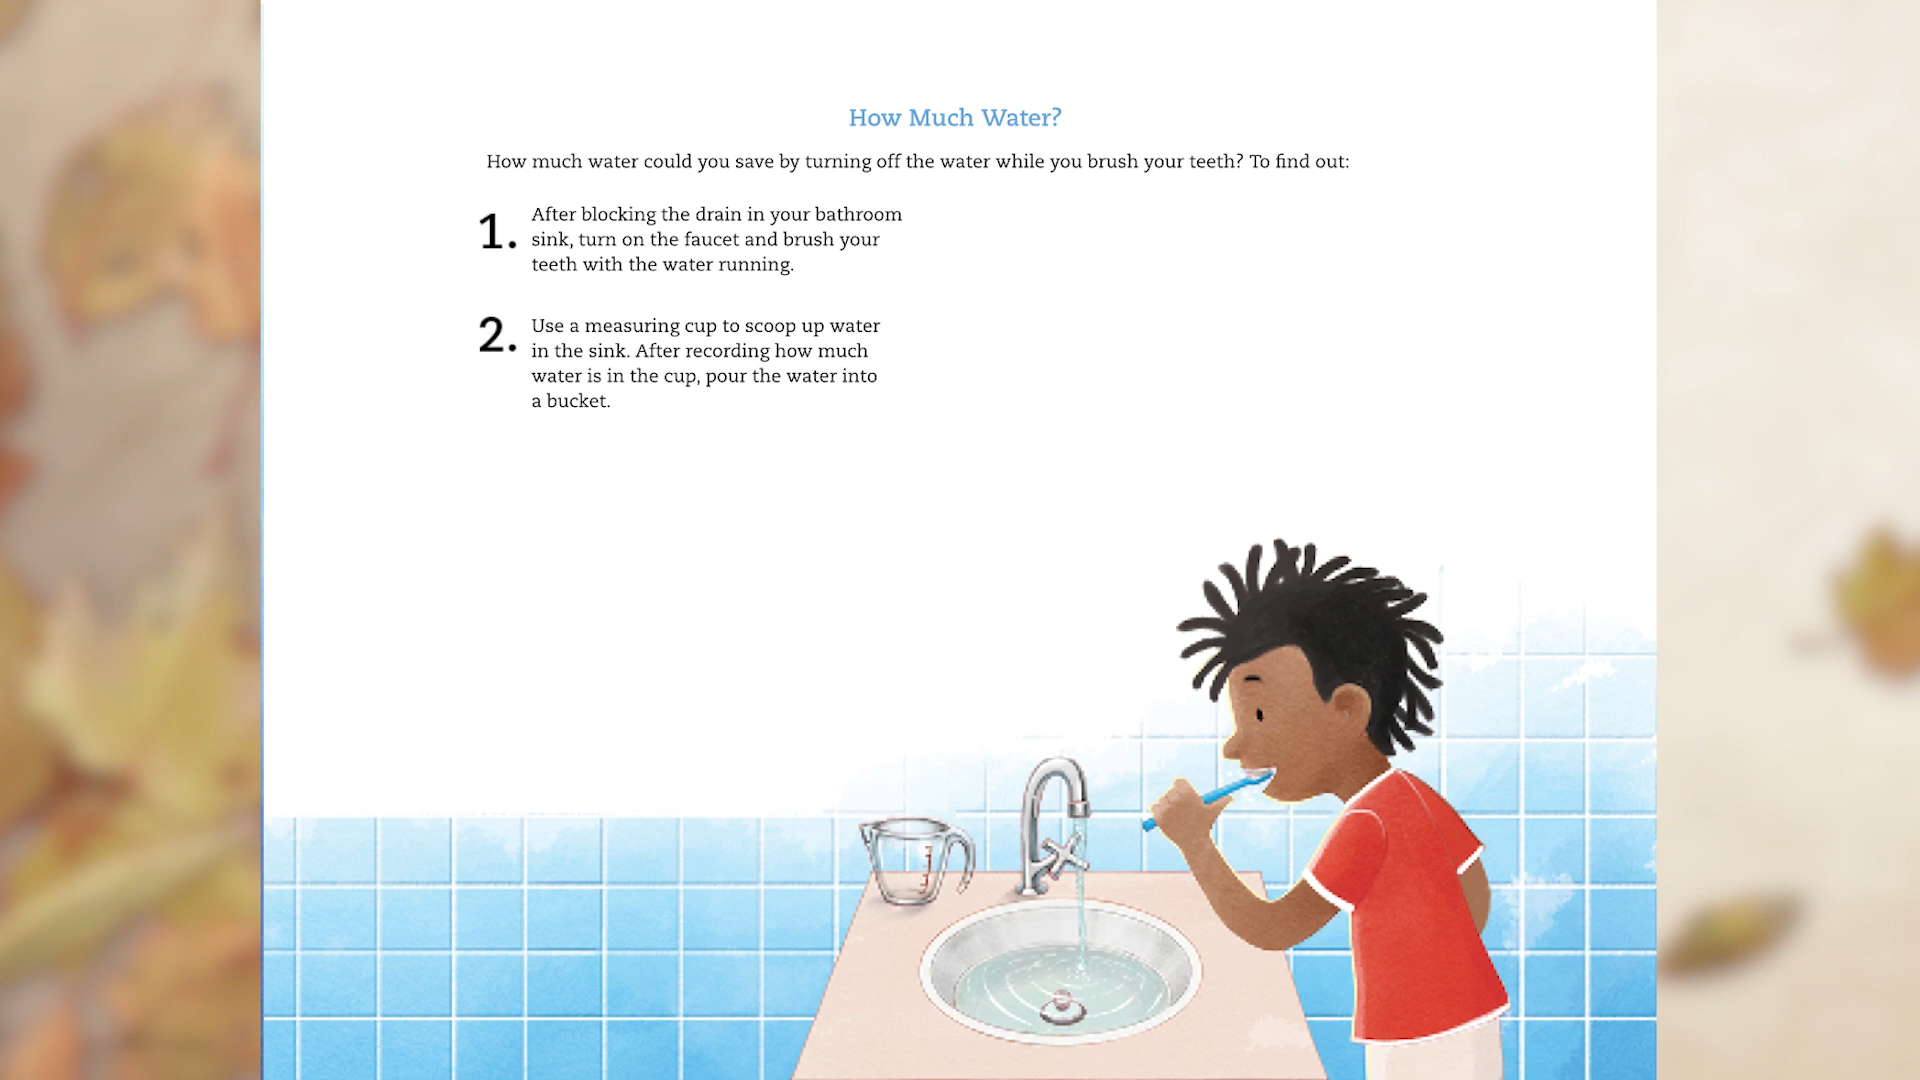 How Much Water?
How much water could you save by turning off the water while you brush your teeth? To find out:
1. After blocking the drain in your bathroom
sink, turn on the faucet and brush your
teeth with the water running.
2. Use a measuring cup to scoop up water
in the sink. After recording how much
water is in the cup, pour the water into
a bucket.